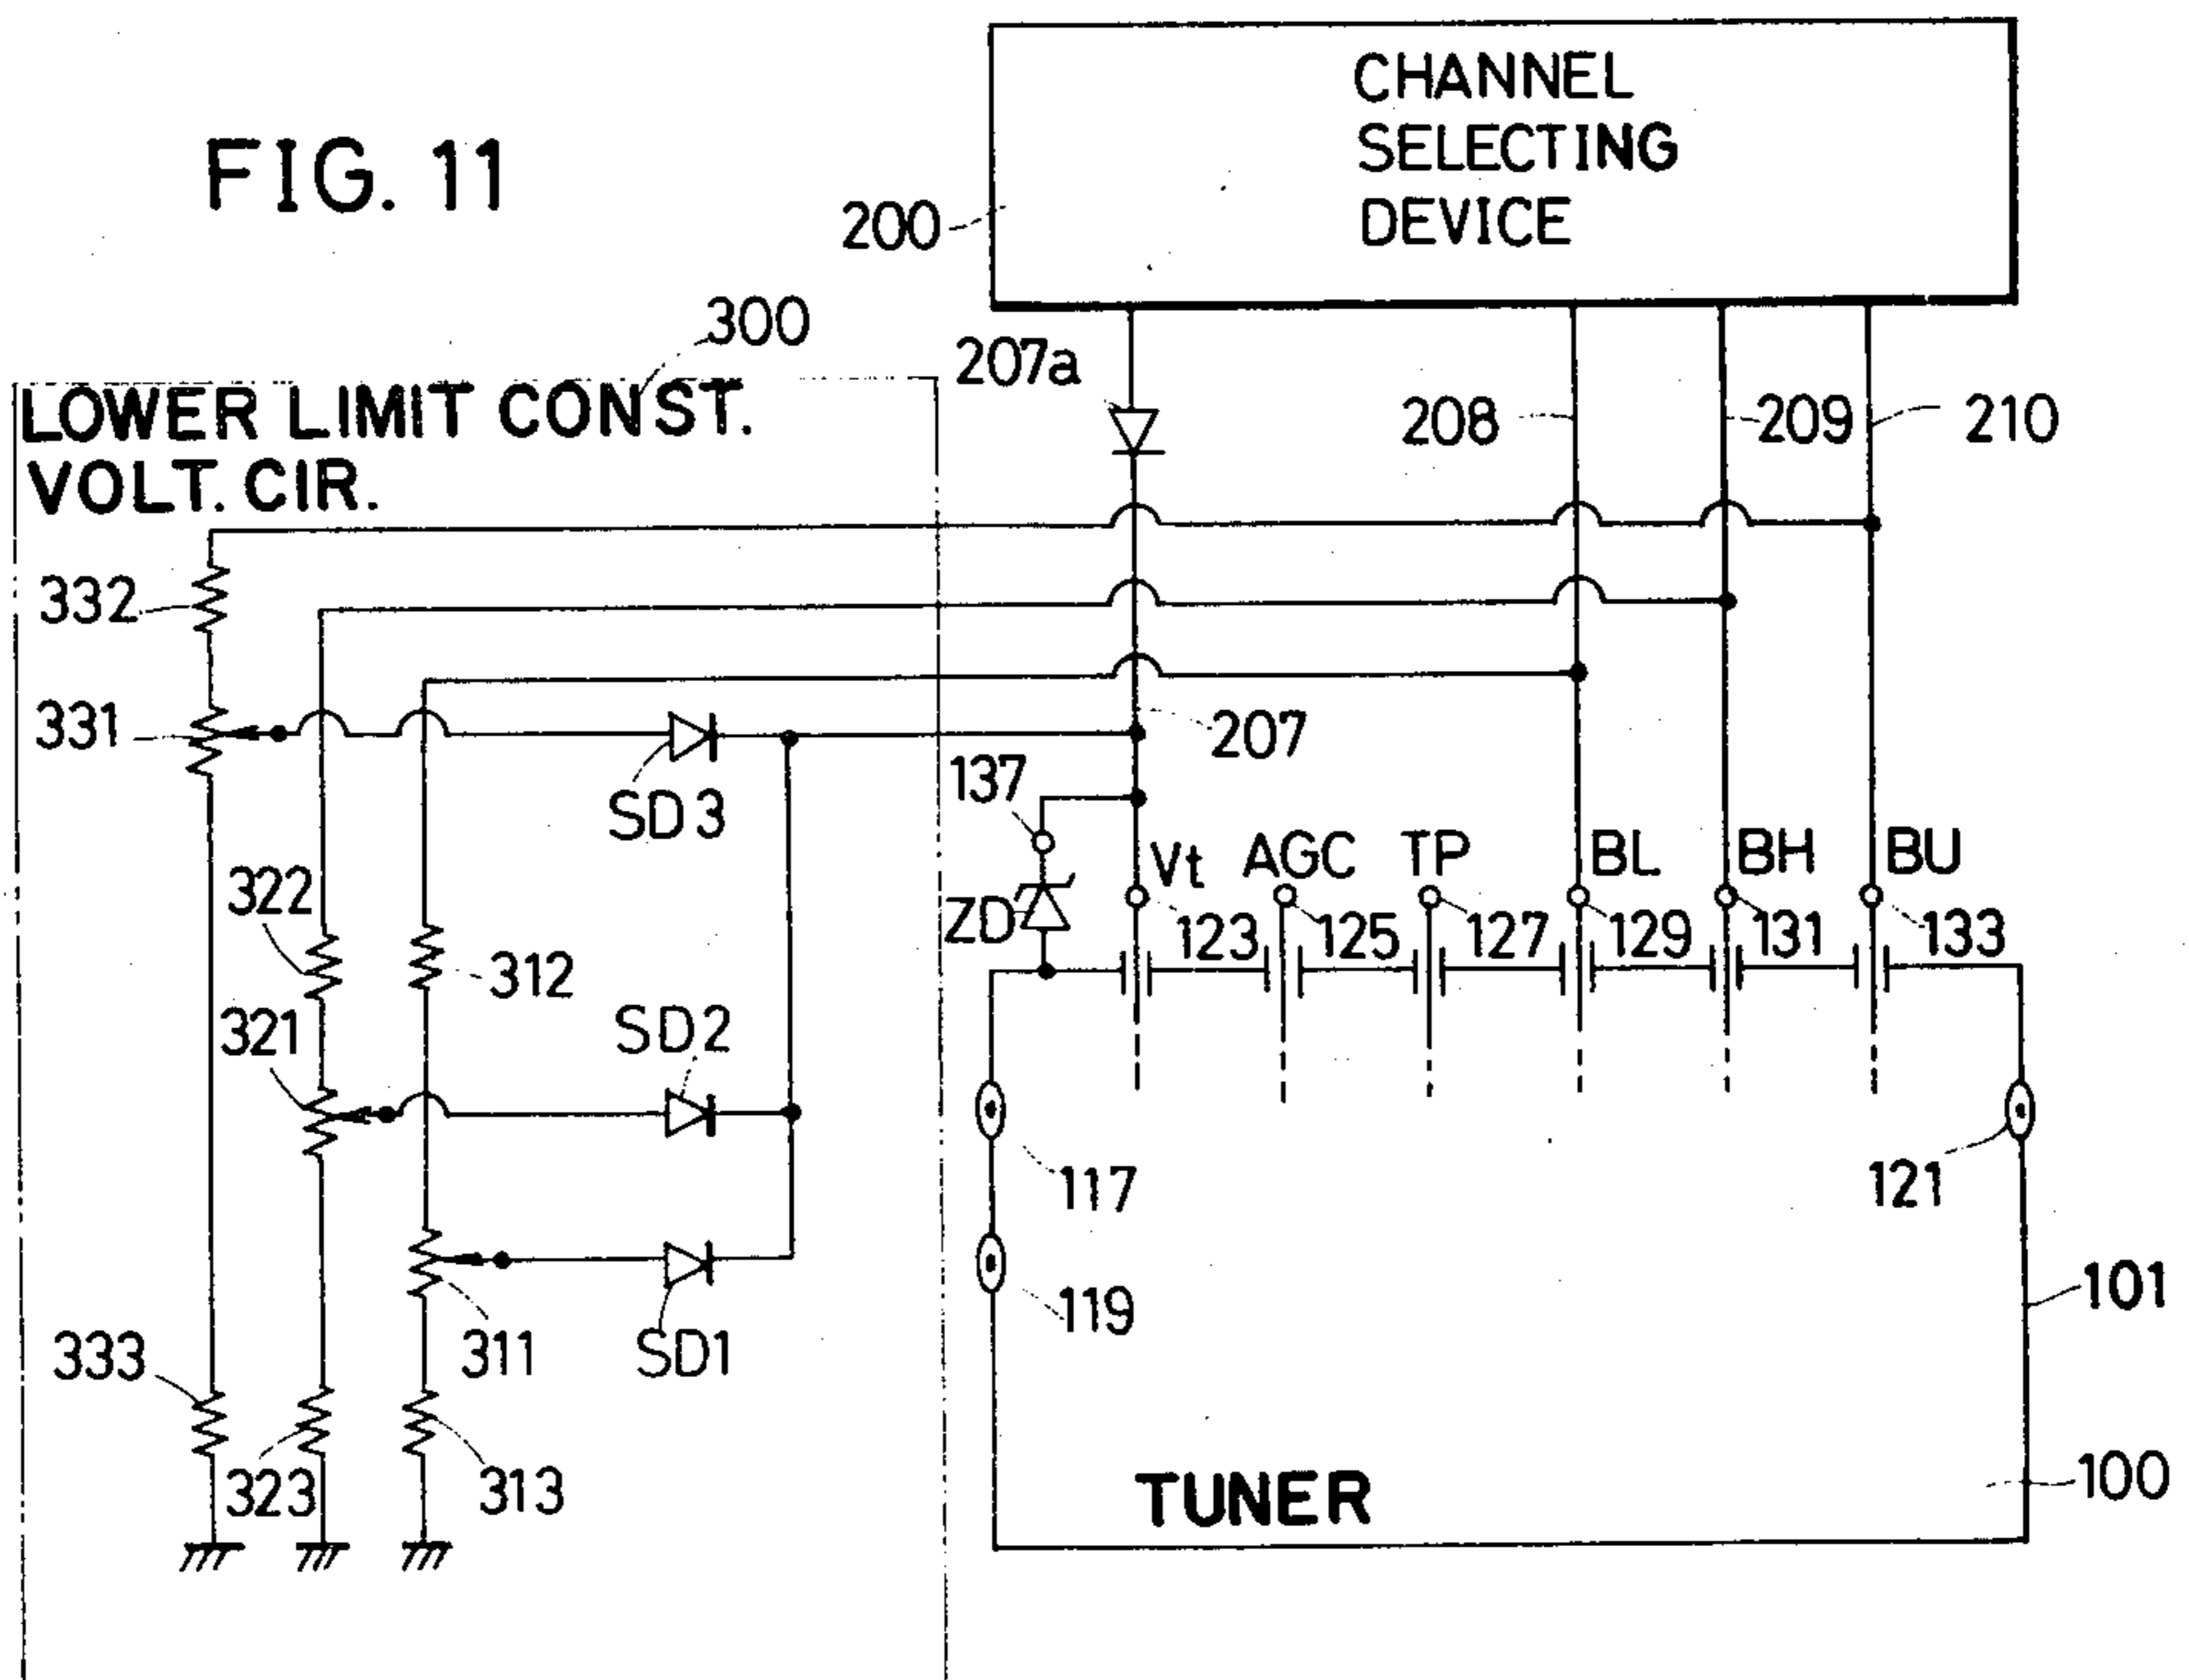 FIG. 11
CHANNEL
SELECTING
DEVICE
200
300
207a
LOWER LIMIT CONST.
VOLT. CIR.
208
209
210
332
331
207
SD3
137
Vt
AGC
TP
BL
BH
BU
322
ZD
123
125
127
129
131
133
312
321
SD2
117
121
119
101
333
311
SD1
323
313
TUNER
100